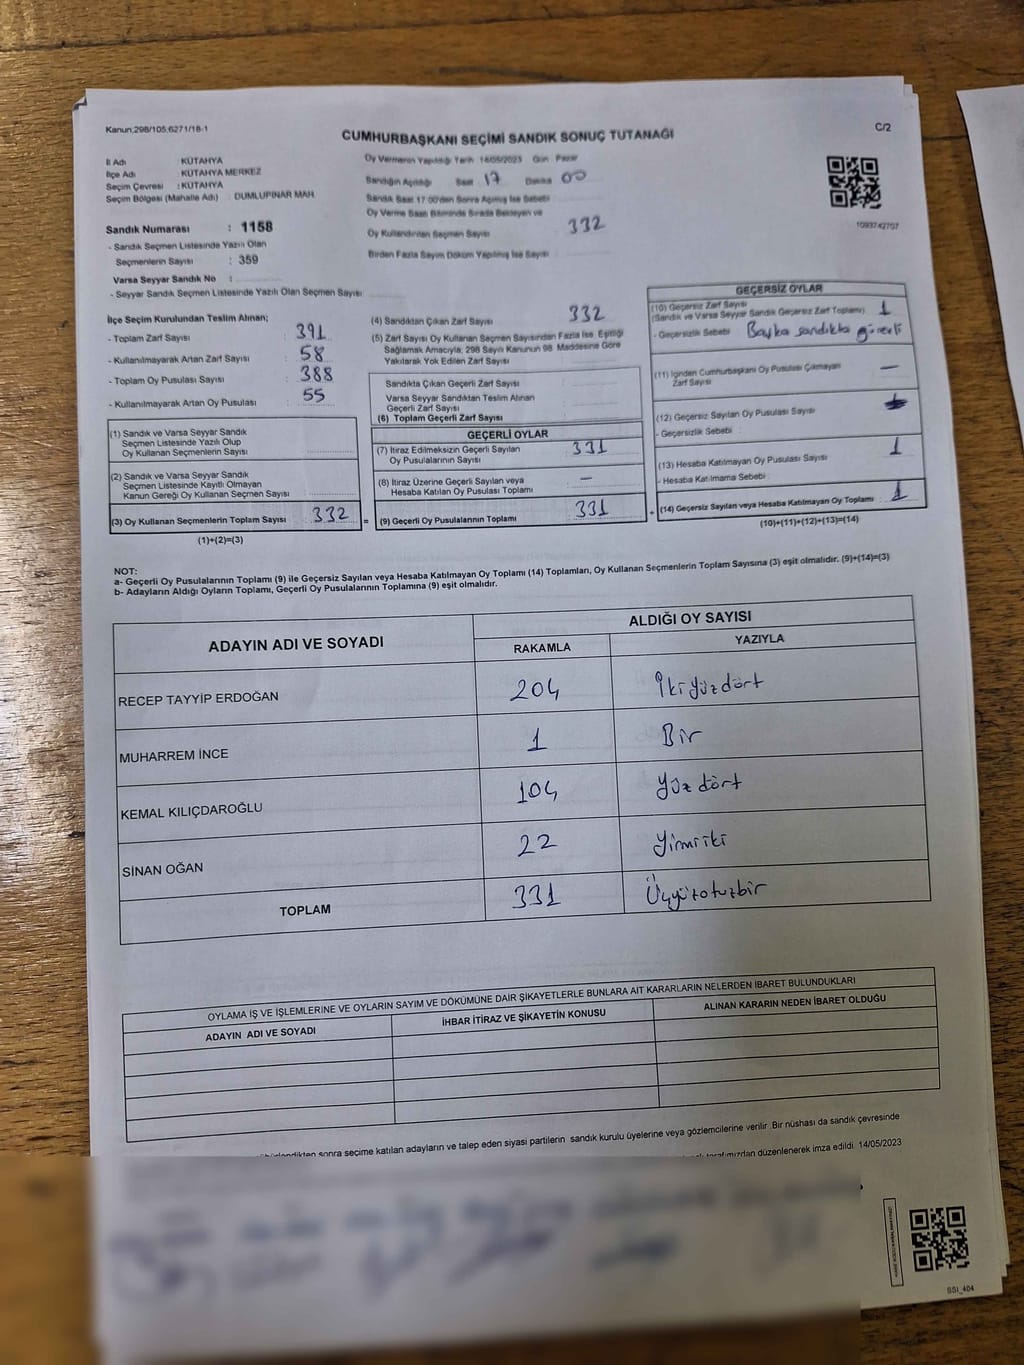 Kanun:298/105;6271/18-1
C/2
CUMHURBAŞKANI SEÇİMİ SANDIK SONUÇ TUTANAĞI
İl Adı : KÜTAHYA
İlçe Adı : KÜTAHYA MERKEZ
Seçim Çevresi : KÜTAHYA
Seçim Bölgesi (Mahalle Adı) : DUMLUPINAR MAH
Sandık Numarası : 1158
- Sandık Seçmen Listesinde Yazılı Olan
Seçmenlerin Sayısı : 359
Varsa Seyyar Sandık No :
- Seyyar Sandık Seçmen Listesinde Yazılı Olan Seçmen Sayısı
Oy Vermenin Yapıldığı Tarih 14/05/2023 Gün Pazar
Sandığın Açıldığı Saat 17 Dakika 00
Sandık Saat 17:00'den Sonra Açılmış İse Sebebi
Oy Verme Saati Bitiminde Sırada Bekleyen ve
Oy Kullandırılan Seçmen Sayısı 332
Birden Fazla Sayım Döküm Yapılmış İse Sayısı
1093742707
İlçe Seçim Kurulundan Teslim Alınan;
- Toplam Zarf Sayısı : 391
- Kullanılmayarak Artan Zarf Sayısı : 58
- Toplam Oy Pusulası Sayısı : 388
- Kullanılmayarak Artan Oy Pusulası : 55
(1) Sandık ve Varsa Seyyar Sandık
Seçmen Listesinde Yazılı Olup
Oy Kullanan Seçmenlerin Sayısı
(2) Sandık ve Varsa Seyyar Sandık
Seçmen Listesinde Kayıtlı Olmayan
Kanun Gereği Oy Kullanan Seçmen Sayısı
(3) Oy Kullanan Seçmenlerin Toplam Sayısı 332 =
(1)+(2)=(3)
(4) Sandıktan Çıkan Zarf Sayısı 332
(5) Zarf Sayısı Oy Kullanan Seçmen Sayısından Fazla İse, Eşitliği
Sağlamak Amacıyla, 298 Sayılı Kanunun 98. Maddesine Göre
Yakılarak Yok Edilen Zarf Sayısı
Sandıkta Çıkan Geçerli Zarf Sayısı
Varsa Seyyar Sandıktan Teslim Alınan
Geçerli Zarf Sayısı
(6) Toplam Geçerli Zarf Sayısı
GEÇERLİ OYLAR
(7) İtiraz Edilmeksizin Geçerli Sayılan
Oy Pusulalarının Sayısı 331
(8) İtiraz Üzerine Geçerli Sayılan veya
Hesaba Katılan Oy Pusulası Toplamı —
(9) Geçerli Oy Pusulalarının Toplamı 331 +
GEÇERSİZ OYLAR
(10) Geçersiz Zarf Sayısı
(Sandık ve Varsa Seyyar Sandık Geçersiz Zarf Toplamı) 1
- Geçersizlik Sebebi Başka sandıkta görevli
(11) İçinden Cumhurbaşkanı Oy Pusulası Çıkmayan
Zarf Sayısı —
(12) Geçersiz Sayılan Oy Pusulası Sayısı
- Geçersizlik Sebebi :
(13) Hesaba Katılmayan Oy Pusulası Sayısı 1
- Hesaba Katılmama Sebebi
(14) Geçersiz Sayılan veya Hesaba Katılmayan Oy Toplamı : 1
(10)+(11)+(12)+(13)=(14)
NOT:
a- Geçerli Oy Pusulalarının Toplamı (9) ile Geçersiz Sayılan veya Hesaba Katılmayan Oy Toplamı (14) Toplamları, Oy Kullanan Seçmenlerin Toplam Sayısına (3) eşit olmalıdır. (9)+(14)=(3)
b- Adayların Aldığı Oyların Toplamı, Geçerli Oy Pusulalarının Toplamına (9) eşit olmalıdır.
ADAYIN ADI VE SOYADI
ALDIĞI OY SAYISI
RAKAMLA YAZIYLA
RECEP TAYYİP ERDOĞAN 204 İkiyüzdört
MUHARREM İNCE 1 Bir
KEMAL KILIÇDAROĞLU 104 Yüzdört
SİNAN OĞAN 22 Yirmiiki
TOPLAM 331 Üçyüzotuzbir
OYLAMA İŞ VE İŞLEMLERİNE VE OYLARIN SAYIM VE DÖKÜMÜNE DAİR ŞİKAYETLERLE BUNLARA AİT KARARLARIN NELERDEN İBARET BULUNDUKLARI
ADAYIN ADI VE SOYADI İHBAR İTİRAZ VE ŞİKAYETİN KONUSU ALINAN KARARIN NEDEN İBARET OLDUĞU
sonra seçime katılan adayların ve talep eden siyasi partilerin sandık kurulu üyelerine veya gözlemcilerine verilir. Bir nüshası da sandık çevresinde
tarafımızdan düzenlenerek imza edildi. 14/05/2023
SSİ_404